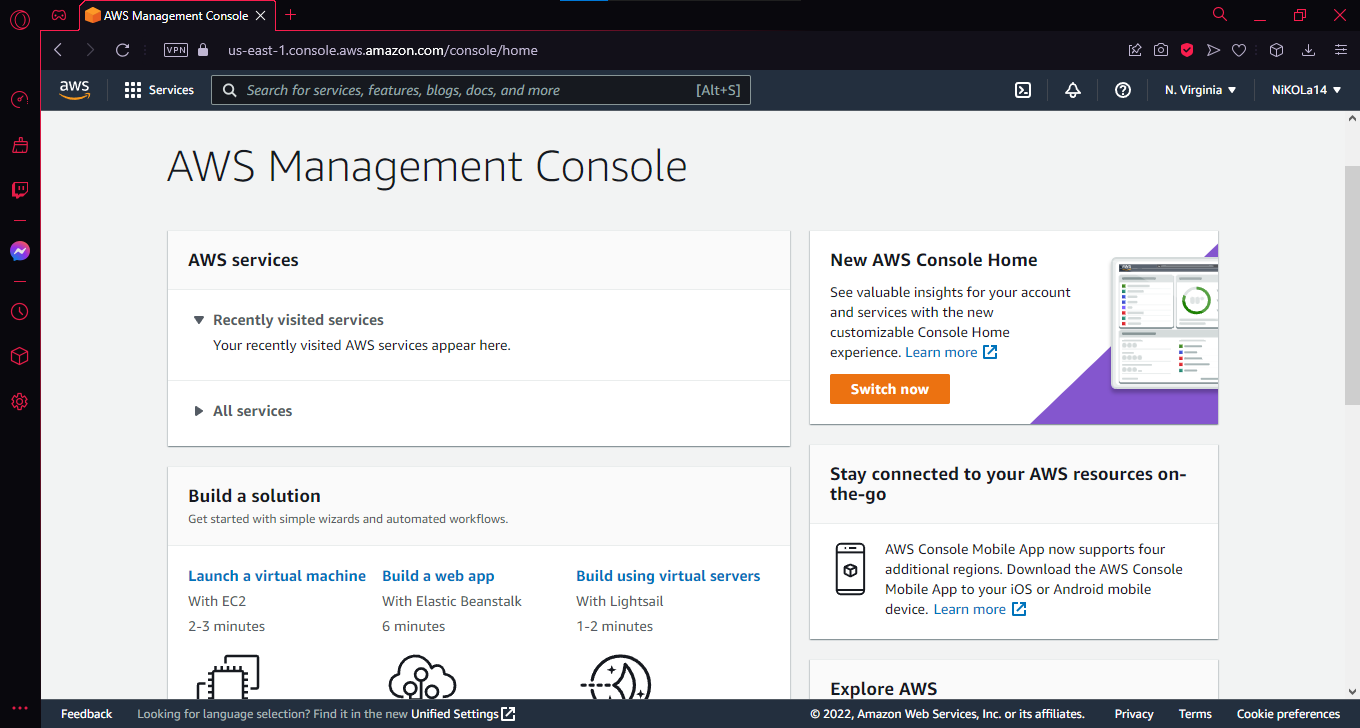 AWS Management Console
VPN
us-east-1.console.aws.amazon.com/console/home
aws
Services
Search for services, features, blogs, docs, and more
[Alt+S]
N. Virginia
NiKOLa14
AWS Management Console
AWS services
Recently visited services
Your recently visited AWS services appear here.
All services
Build a solution
Get started with simple wizards and automated workflows.
Launch a virtual machine
With EC2
2-3 minutes
Build a web app
With Elastic Beanstalk
6 minutes
Build using virtual servers
With Lightsail
1-2 minutes
New AWS Console Home
See valuable insights for your account
and services with the new
customizable Console Home
experience. Learn more
Switch now
Stay connected to your AWS resources on-
the-go
AWS Console Mobile App now supports four
additional regions. Download the AWS Console
Mobile App to your iOS or Android mobile
device. Learn more
Explore AWS
Feedback
Looking for language selection? Find it in the new Unified Settings
© 2022, Amazon Web Services, Inc. or its affiliates.
Privacy
Terms
Cookie preferences